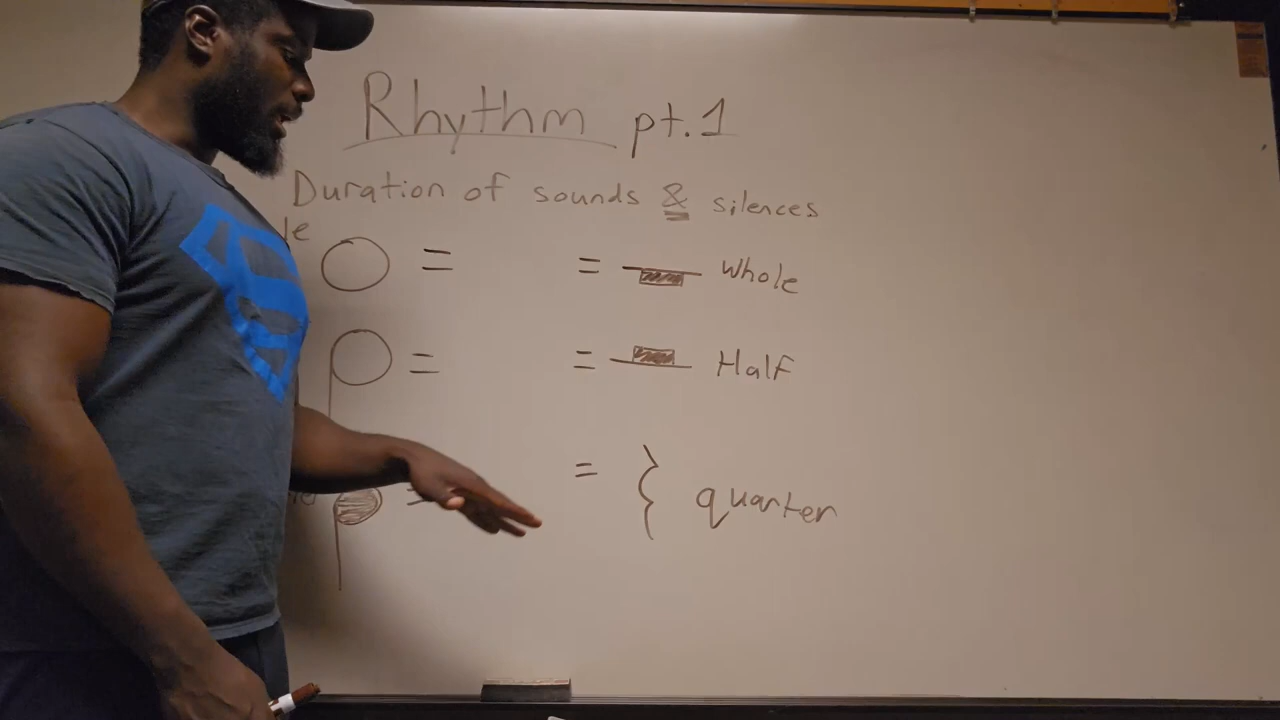 Rhythm pt.1
Duration of sounds & silences
= = Whole
= = Half
= quarter